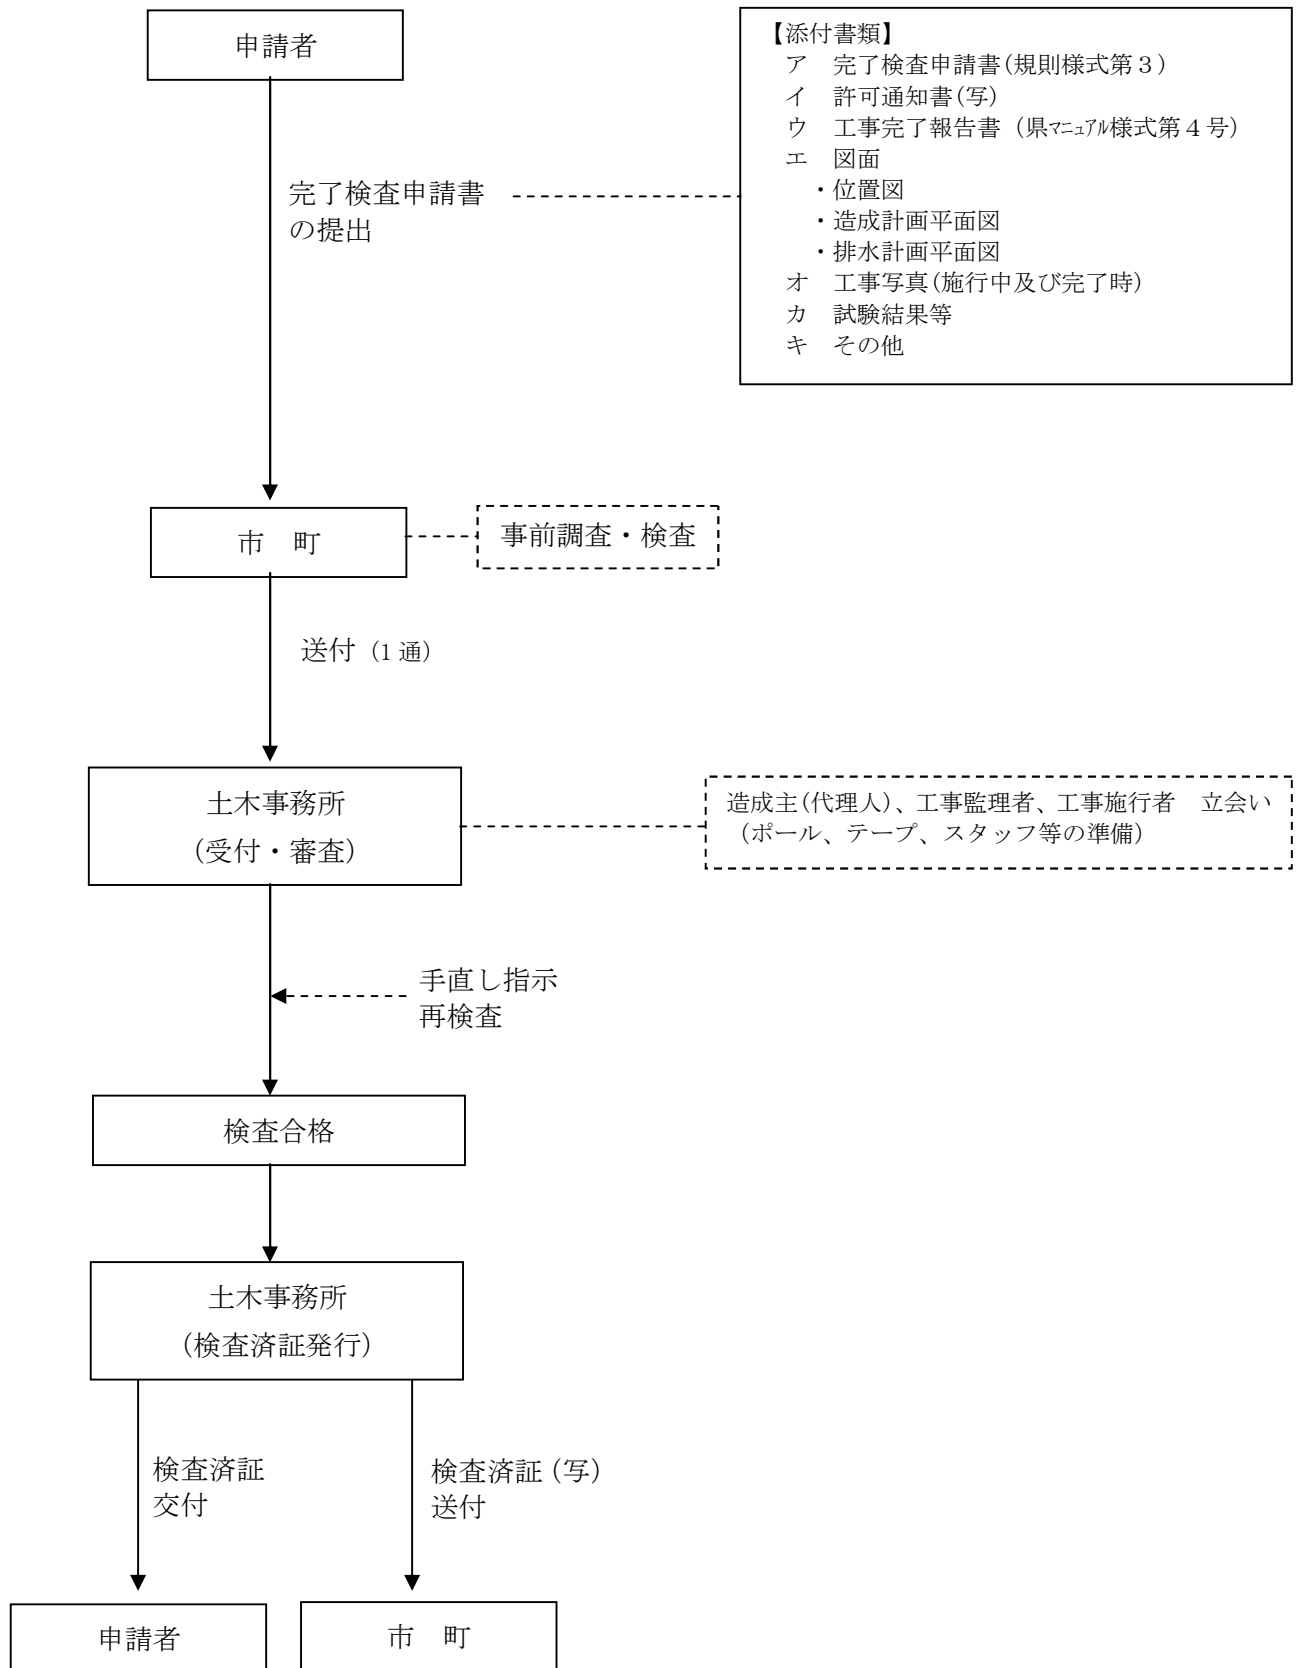 申請者
【添付書類】
ア　完了検査申請書(規則様式第３)
イ　許可通知書(写)
ウ　工事完了報告書（県ﾏﾆｭｱﾙ様式第４号）
エ　図面
・位置図
・造成計画平面図
・排水計画平面図
オ　工事写真(施行中及び完了時)
カ　試験結果等
キ　その他
完了検査申請書
の提出
市　町
事前調査・検査
送付（1 通）
土木事務所
（受付・審査）
造成主(代理人)、工事監理者、工事施行者　立会い
（ポール、テープ、スタッフ等の準備）
手直し指示
再検査
検査合格
土木事務所
（検査済証発行）
検査済証
交付
検査済証（写）
送付
申請者
市　町